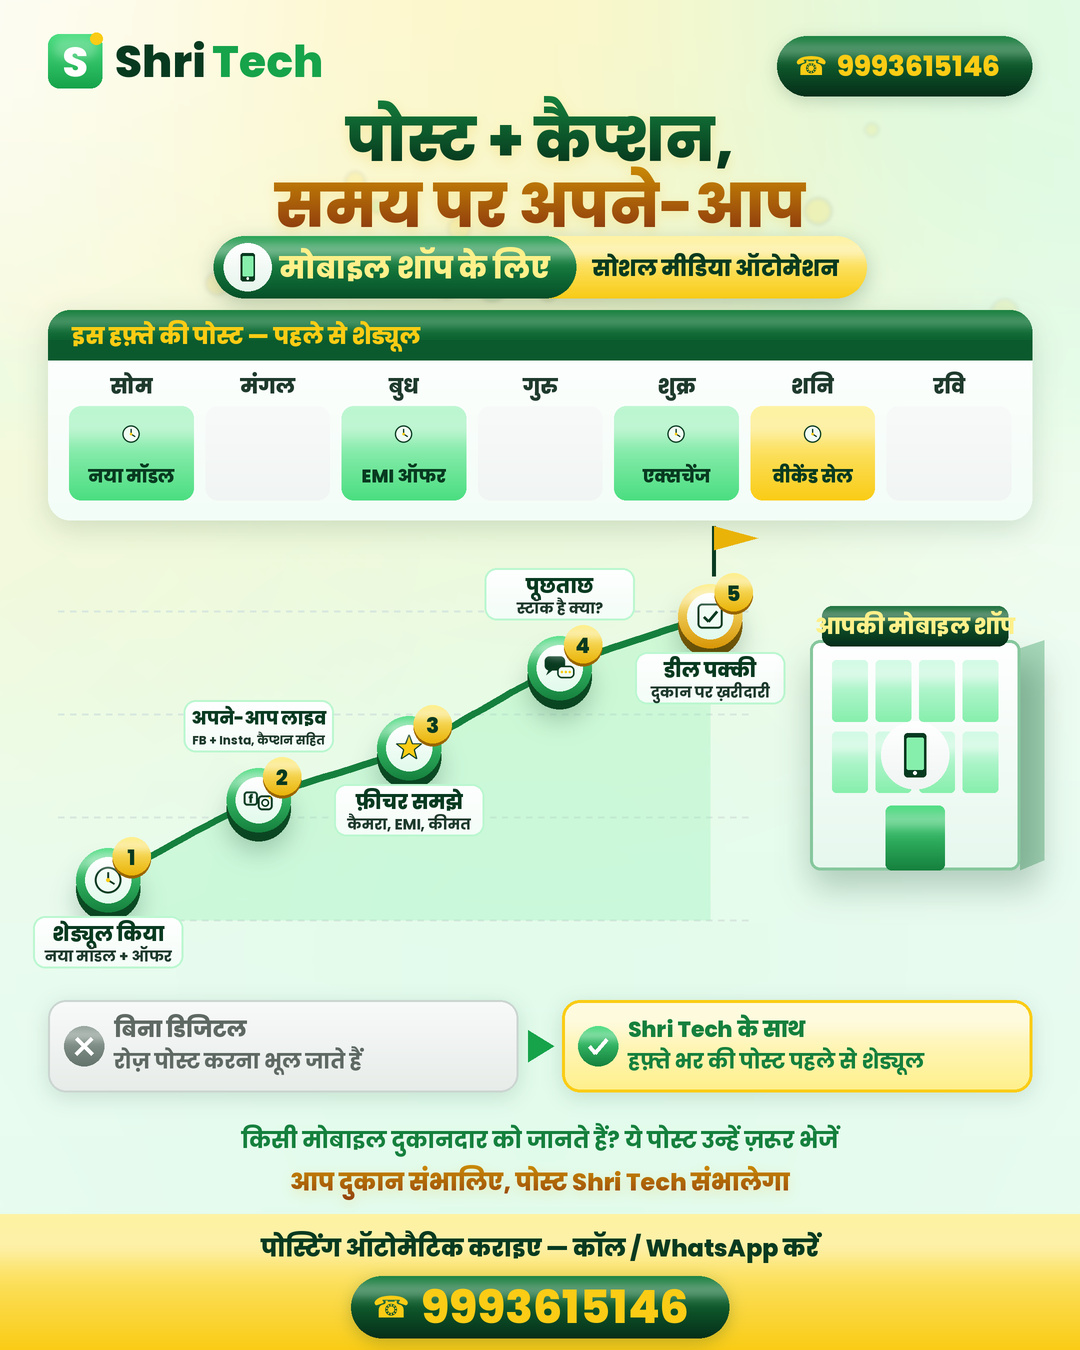 S Shri Tech
☎ 9993615146
पोस्ट + कैप्शन,
समय पर अपने-आप
मोबाइल शॉप के लिए
सोशल मीडिया ऑटोमेशन
इस हफ़्ते की पोस्ट — पहले से शेड्यूल
सोम मंगल बुध गुरु शुक्र शनि रवि
नया मॉडल EMI ऑफर एक्सचेंज वीकेंड सेल
5
पूछताछ
स्टॉक है क्या?
4
डील पक्की
दुकान पर ख़रीदारी
आपकी मोबाइल शॉप
अपने-आप लाइव
FB + Insta, कैप्शन सहित
3
2
फ़ीचर समझे
कैमरा, EMI, कीमत
1
शेड्यूल किया
नया मॉडल + ऑफर
बिना डिजिटल
रोज़ पोस्ट करना भूल जाते हैं
Shri Tech के साथ
हफ़्ते भर की पोस्ट पहले से शेड्यूल
किसी मोबाइल दुकानदार को जानते हैं? ये पोस्ट उन्हें ज़रूर भेजें
आप दुकान संभालिए, पोस्ट Shri Tech संभालेगा
पोस्टिंग ऑटोमैटिक कराइए — कॉल / WhatsApp करें
☎ 9993615146